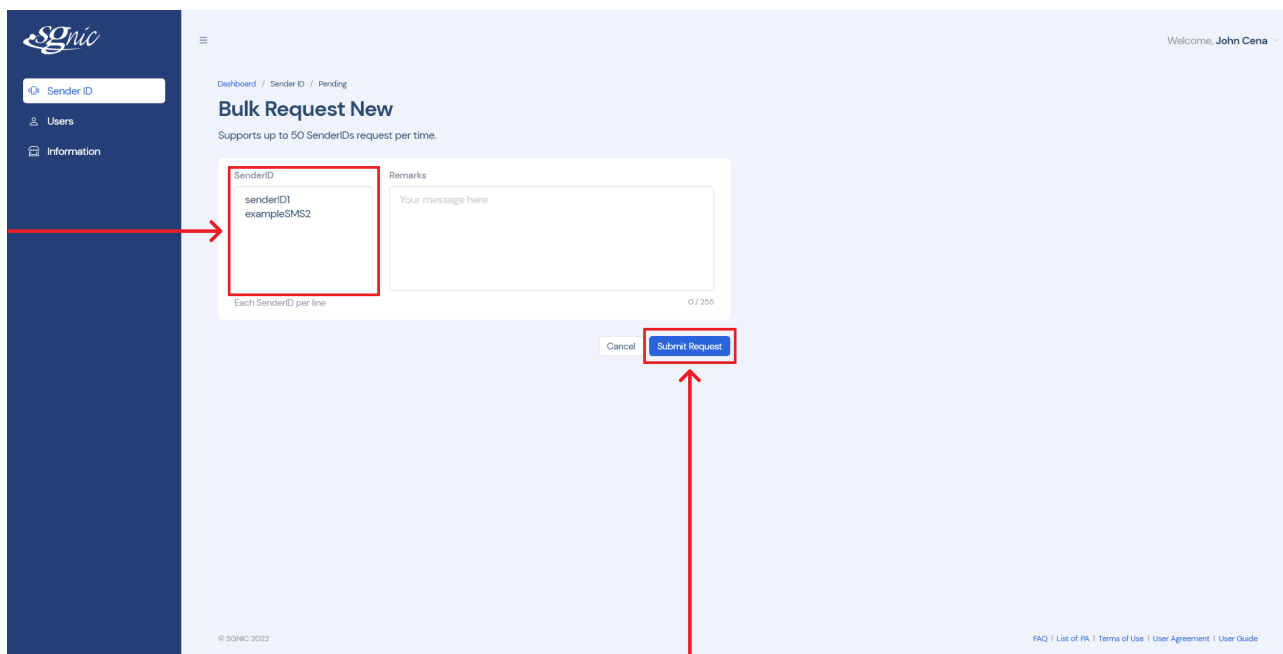 sgnic
Welcome, John Cena
Sender ID
Users
Information
Dashboard / Sender ID / Pending
Bulk Request New
Supports up to 50 SenderIDs request per time.
SenderID
Remarks
senderID1
exampleSMS2
Your message here
Each SenderID per line
0 / 255
Cancel
Submit Request
© SGNIC 2022
FAQ | List of PA | Terms of Use | User Agreement | User Guide